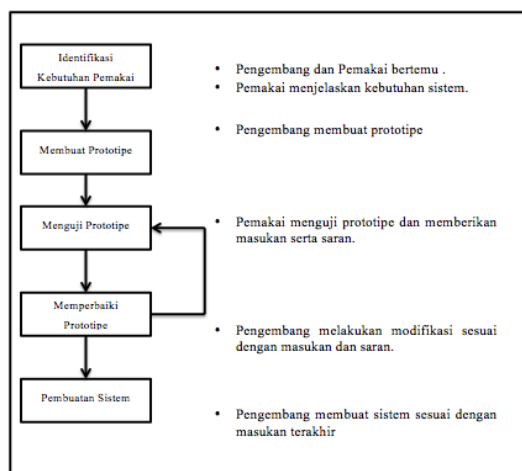 Identifikasi
Kebutuhan Pemakai
• Pengembang dan Pemakai bertemu .
• Pemakai menjelaskan kebutuhan sistem.
Membuat Prototipe
• Pengembang membuat prototipe
Menguji Prototipe
• Pemakai menguji prototipe dan memberikan
masukan serta saran.
Memperbaiki
Prototipe
• Pengembang melakukan modifikasi sesuai
dengan masukan dan saran.
Pembuatan Sistem
• Pengembang membuat sistem sesuai dengan
masukan terakhir